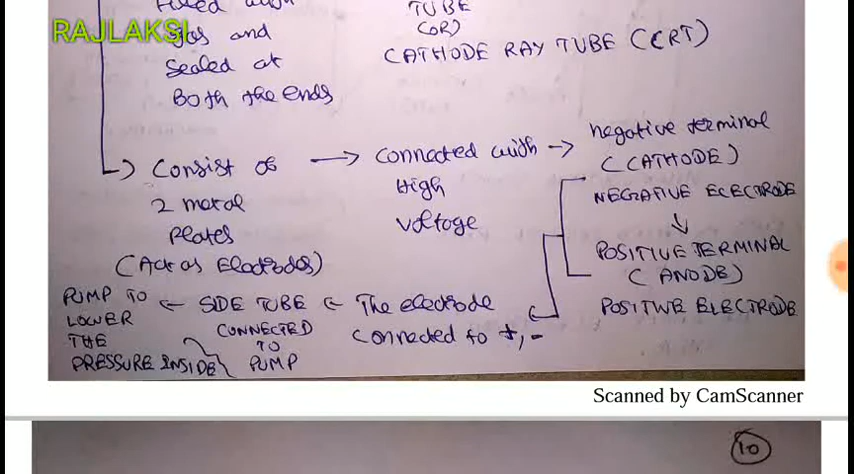 Filled with
RAJLAKSI
gas and
Sealed at
Both the ends
TUBE
(OR)
CATHODE RAY TUBE (CRT)
→ Consist of
2 metal
Plates
(Act as Electrodes)
→ Connected with
High
voltage
→ negative terminal
(CATHODE)
NEGATIVE ELECTRODE
↓
POSITIVE TERMINAL
(ANODE)
POSITIVE ELECTRODE
← The electrode
connected to +, -
← SIDE TUBE
CONNECTED
TO
PUMP
← PUMP TO
LOWER
THE
PRESSURE INSIDE
Scanned by CamScanner
10